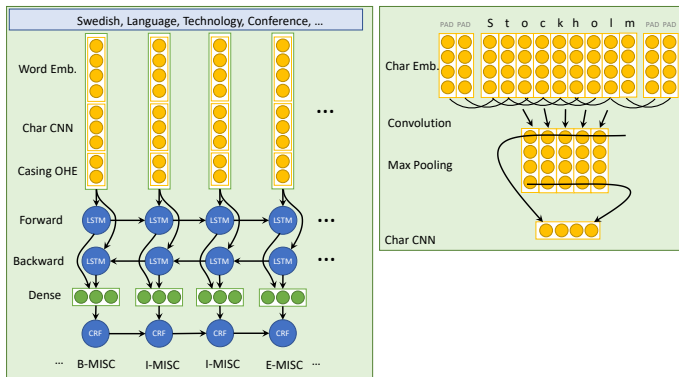 Swedish, Language, Technology, Conference, ...
Word Emb.
Char CNN
...
Casing OHE
Forward LSTM LSTM LSTM LSTM ...
Backward LSTM LSTM LSTM LSTM ...
Dense
CRF CRF CRF CRF
... B-MISC I-MISC I-MISC E-MISC ...
PAD PAD S t o c k h o l m PAD PAD
Char Emb.
Convolution
Max Pooling
Char CNN